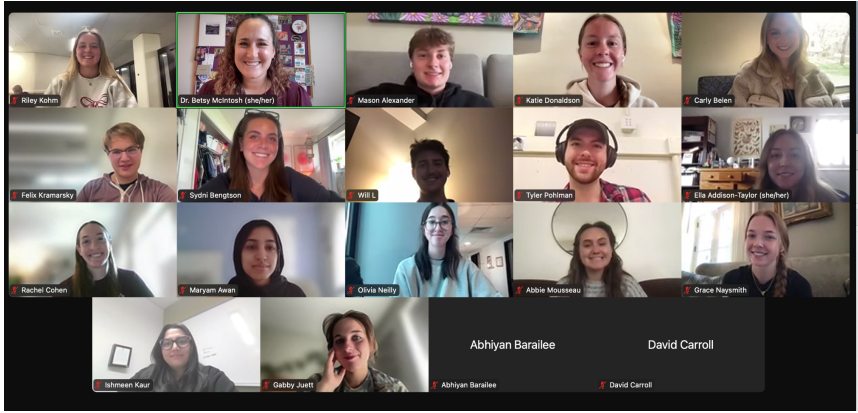 Riley Kohm
Dr. Betsy McIntosh (she/her)
Mason Alexander
Katie Donaldson
Carly Belen
Felix Kramarsky
Sydni Bengtson
Will L
Tyler Pohlman
Ella Addison-Taylor (she/her)
Rachel Cohen
Maryam Awan
Olivia Neilly
Abbie Mousseau
Grace Naysmith
Abhiyan Barailee
David Carroll
Ishmeen Kaur
Gabby Juett
Abhiyan Barailee
David Carroll